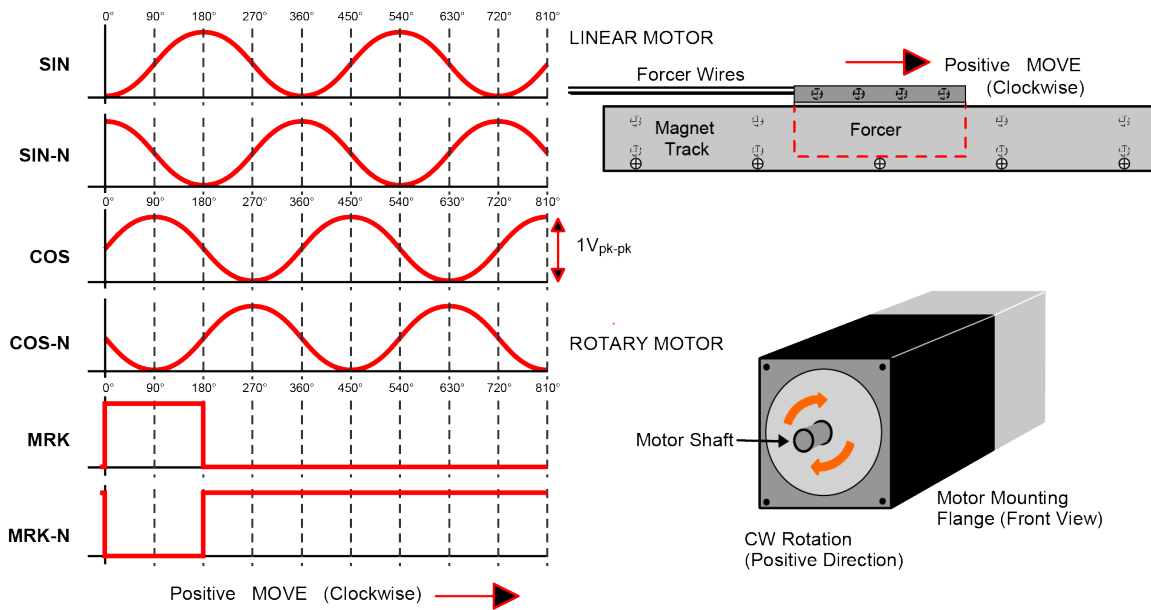 0° 90° 180° 270° 360° 450° 540° 630° 720° 810°
SIN
SIN-N
0° 90° 180° 270° 360° 450° 540° 630° 720° 810°
COS
1Vpk-pk
COS-N
0° 90° 180° 270° 360° 450° 540° 630° 720° 810°
MRK
MRK-N
Positive MOVE (Clockwise)
LINEAR MOTOR
Forcer Wires
Positive MOVE
(Clockwise)
Magnet
Track
Forcer
ROTARY MOTOR
Motor Shaft
Motor Mounting
Flange (Front View)
CW Rotation
(Positive Direction)